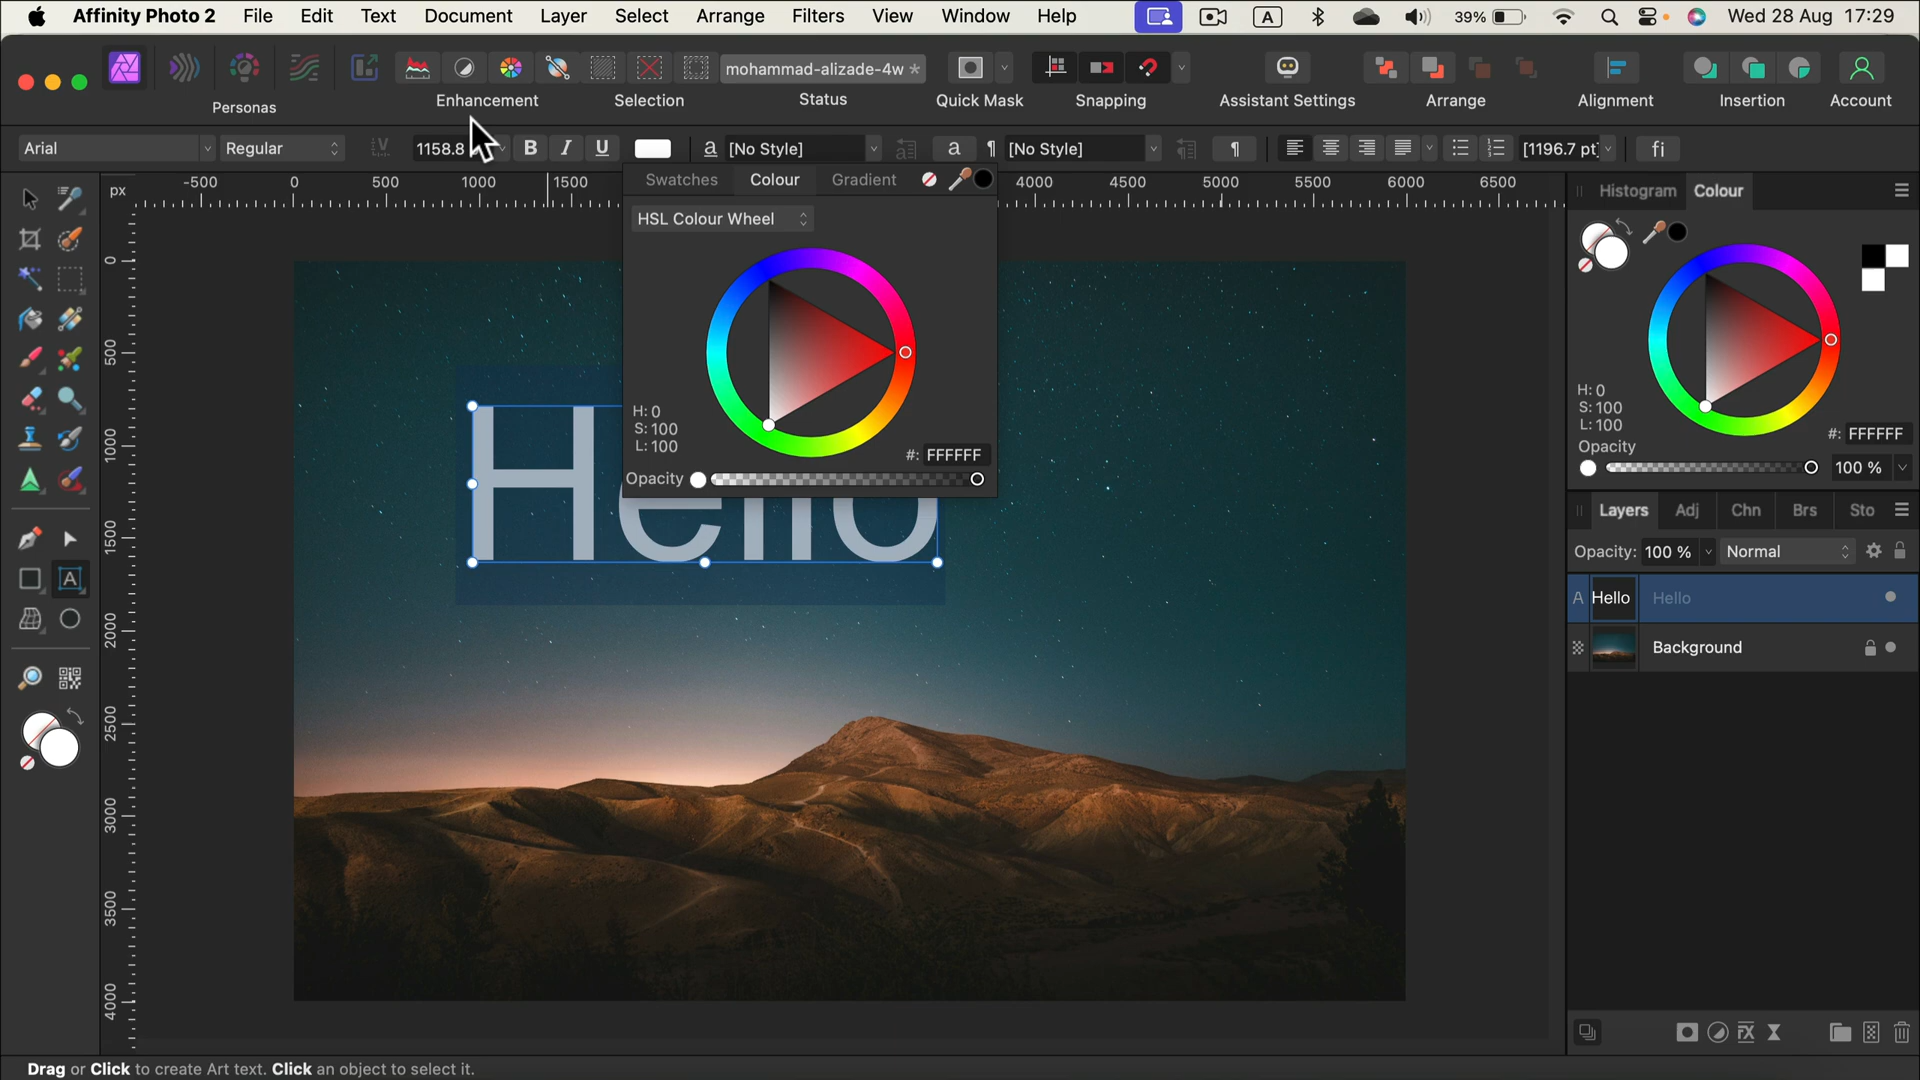 Affinity Photo 2 File Edit Text Document Layer Select Arrange Filters View Window Help A 39% Wed 28 Aug 17:29
mohammad-alizade-4w *
Personas Enhancement Selection Status Quick Mask Snapping Assistant Settings Arrange Alignment Insertion Account
Arial Regular 1158.8 B I U a [No Style] a ¶ [No Style] ¶ [1196.7 pt] fi
px -500 0 500 1000 1500 4000 4500 5000 5500 6000 6500
0
500
1000
1500
2000
2500
3000
3500
4000
A
Swatches Colour Gradient
HSL Colour Wheel
H: 0
S: 100
L: 100
#: FFFFFF
Opacity
Hello
Histogram Colour
H: 0
S: 100
L: 100
#: FFFFFF
Opacity
100 %
Layers Adj Chn Brs Sto
Opacity: 100 % Normal
A Hello Hello
Background
FX
Drag or Click to create Art text. Click an object to select it.